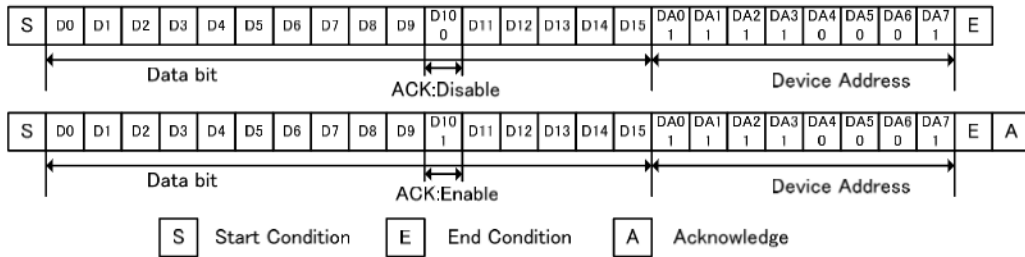 S D0 D1 D2 D3 D4 D5 D6 D7 D8 D9 D10 D11 D12 D13 D14 D15 DA0 DA1 DA2 DA3 DA4 DA5 DA6 DA7 E
0 1 1 1 1 0 0 0 1
Data bit Device Address
ACK:Disable
S D0 D1 D2 D3 D4 D5 D6 D7 D8 D9 D10 D11 D12 D13 D14 D15 DA0 DA1 DA2 DA3 DA4 DA5 DA6 DA7 E A
1 1 1 1 1 0 0 0 1
Data bit Device Address
ACK:Enable
S Start Condition E End Condition A Acknowledge